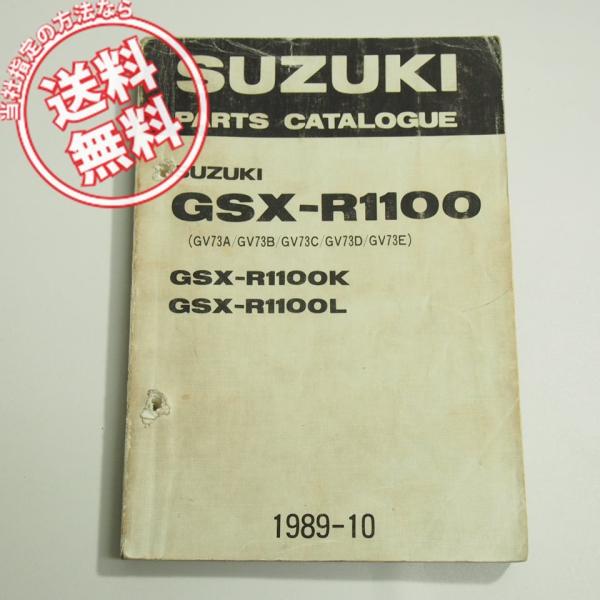 当社指定の方法なら
送料
無料
SUZUKI
PARTS CATALOGUE
SUZUKI
GSX-R1100
(GV73A/GV73B/GV73C/GV73D/GV73E)
GSX-R1100K
GSX-R1100L
1989-10